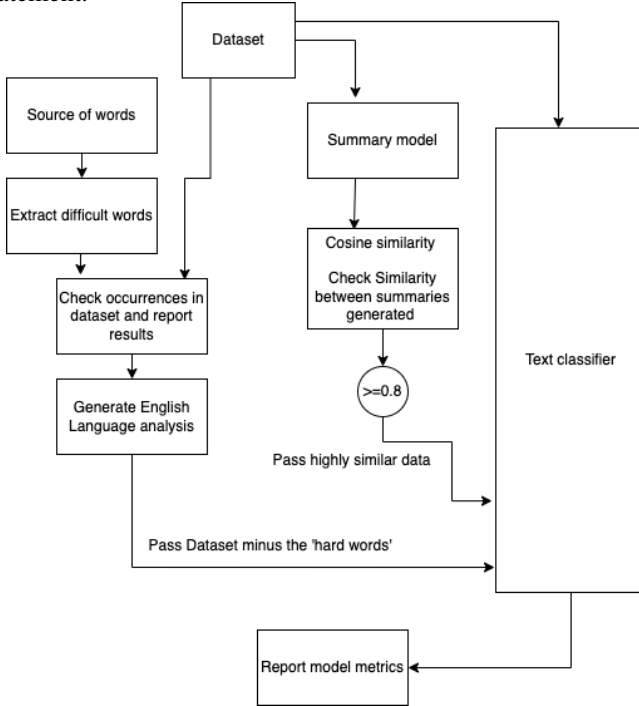 Dataset
Source of words
Summary model
Extract difficult words
Cosine similarity
Check Similarity
between summaries
generated
Check occurrences in
dataset and report
results
Text classifier
>=0.8
Generate English
Language analysis
Pass highly similar data
Pass Dataset minus the 'hard words'
Report model metrics